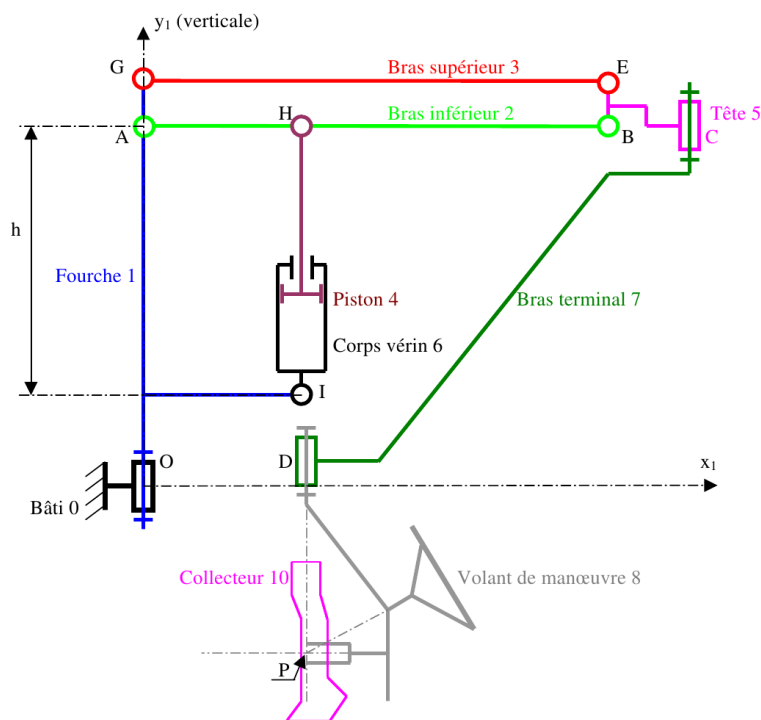 y1 (verticale)
G
Bras supérieur 3
E
H
Bras inférieur 2
Tête 5
A
B
C
h
Fourche 1
Piston 4
Bras terminal 7
Corps vérin 6
I
O
D
x1
Bâti 0
Collecteur 10
Volant de manœuvre 8
P